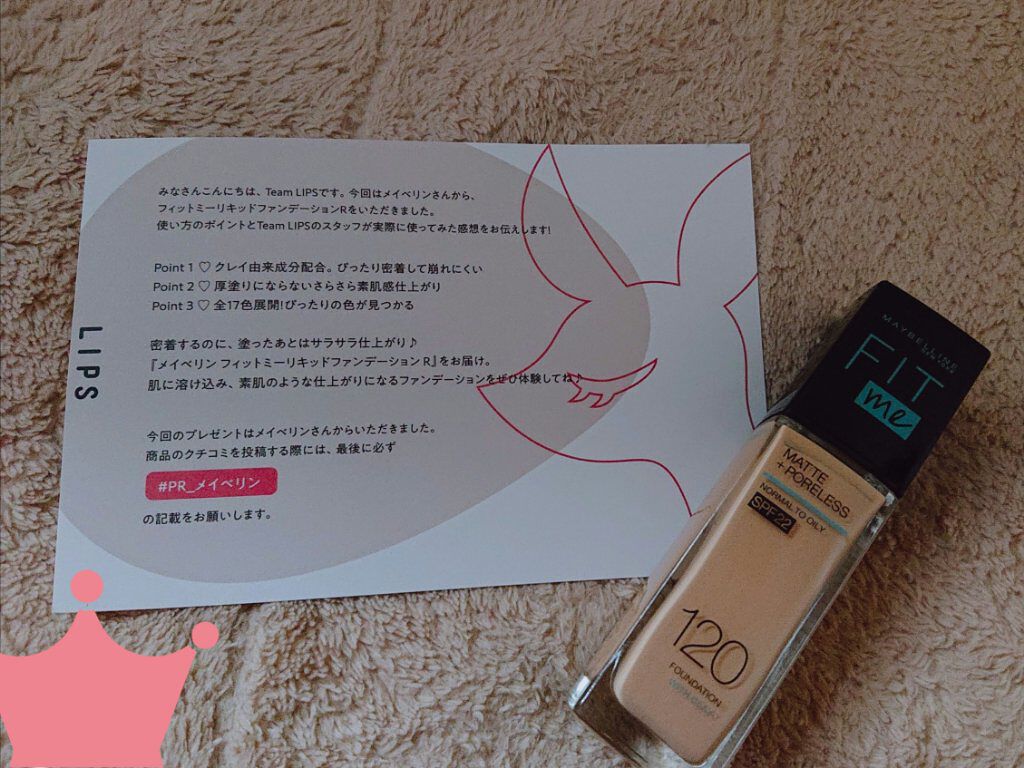 みなさんこんにちは、Team LIPSです。今回はメイベリンさんから、
フィットミーリキッドファンデーションRをいただきました。
使い方のポイントとTeam LIPSのスタッフが実際に使ってみた感想をお伝えします!
Point 1 ♡ クレイ由来成分配合。ぴったり密着して崩れにくい
Point 2 ♡ 厚塗りにならないさらさら素肌感仕上がり
Point 3 ♡ 全17色展開!ぴったりの色が見つかる
密着するのに、塗ったあとはサラサラ仕上がり♪
『メイベリン フィットミーリキッドファンデーション R』をお届け。
肌に溶け込み、素肌のような仕上がりになるファンデーションをぜひ体験してね♪
今回のプレゼントはメイベリンさんからいただきました。
商品のクチコミを投稿する際には、最後に必ず
#PR_メイベリン
の記載をお願いします。
LIPS
MAYBELLINE
FIT
me
MATTE
+ PORELESS
NORMAL TO OILY
SPF22
120
FOUNDATION